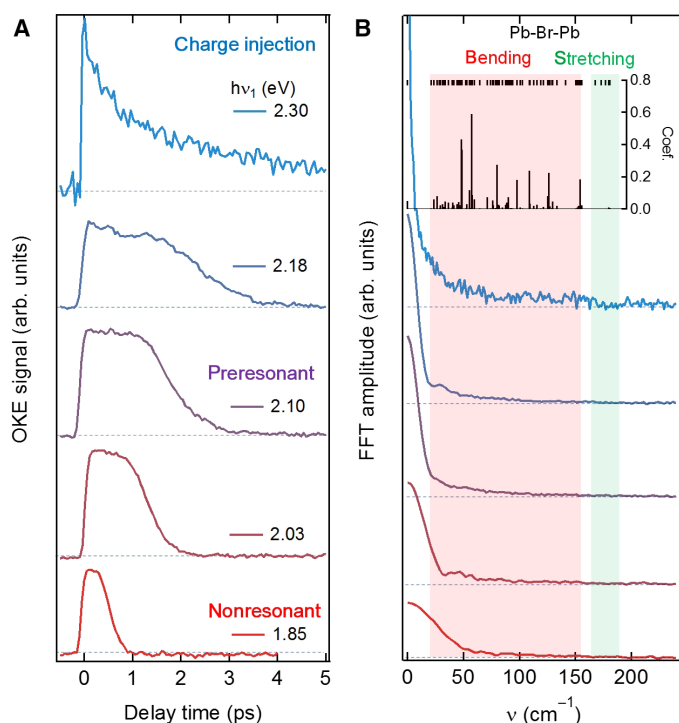 A
Charge injection
hν₁ (eV)
2.30
2.18
Preresonant
2.10
2.03
Nonresonant
1.85
OKE signal (arb. units)
0 1 2 3 4 5
Delay time (ps)
B
Pb-Br-Pb
Bending
Stretching
0.8
0.6
0.4
0.2
0.0
Coef.
FFT amplitude (arb. units)
0 50 100 150 200
ν (cm⁻¹)